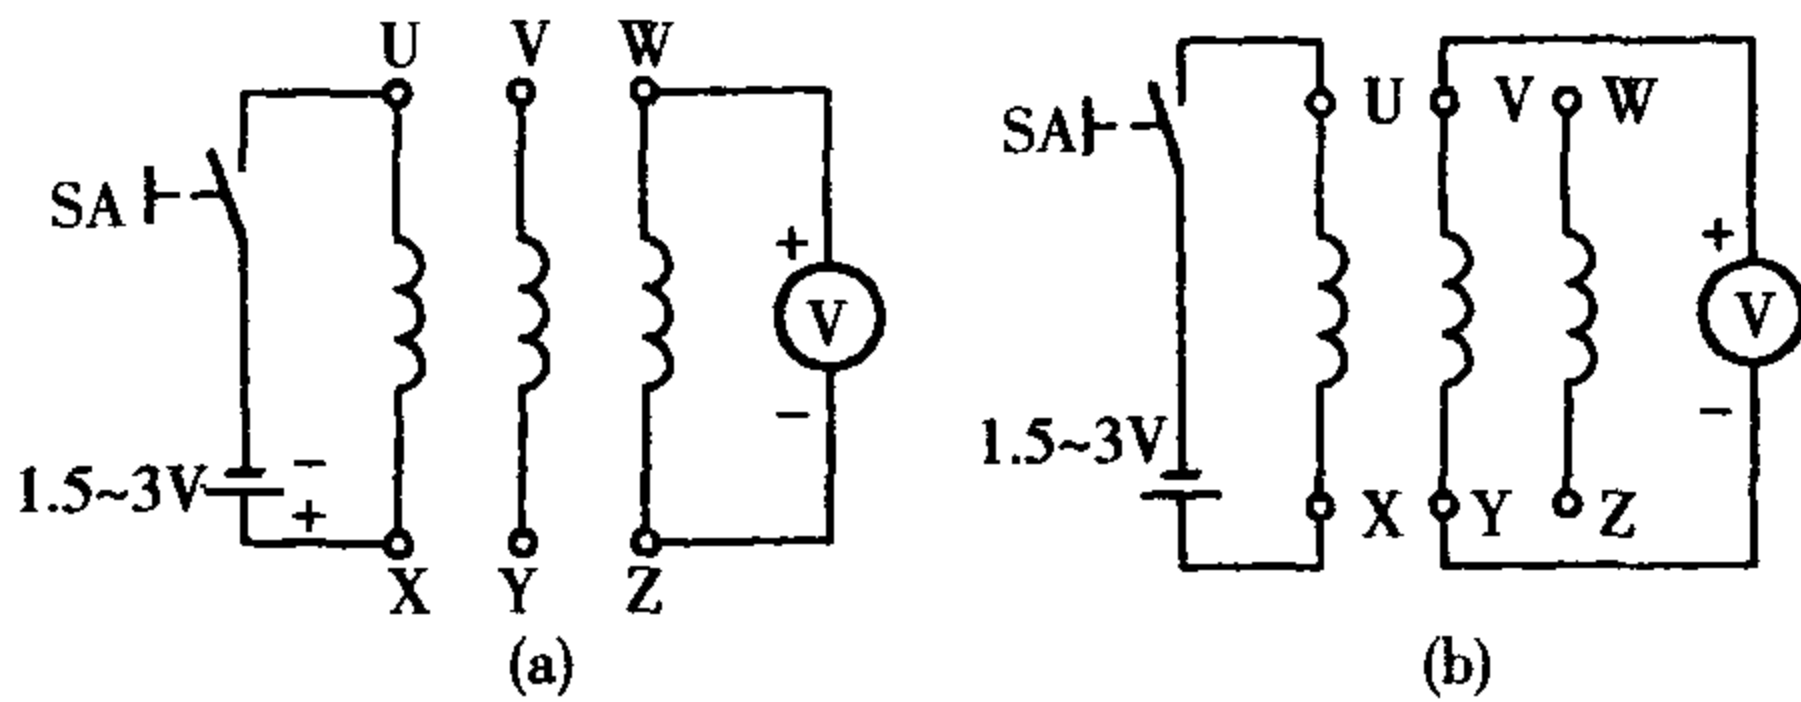 U V W
SA
+
V
−
1.5~3V
−
+
X Y Z
(a)
U V W
SA
+
V
−
1.5~3V
X Y Z
(b)